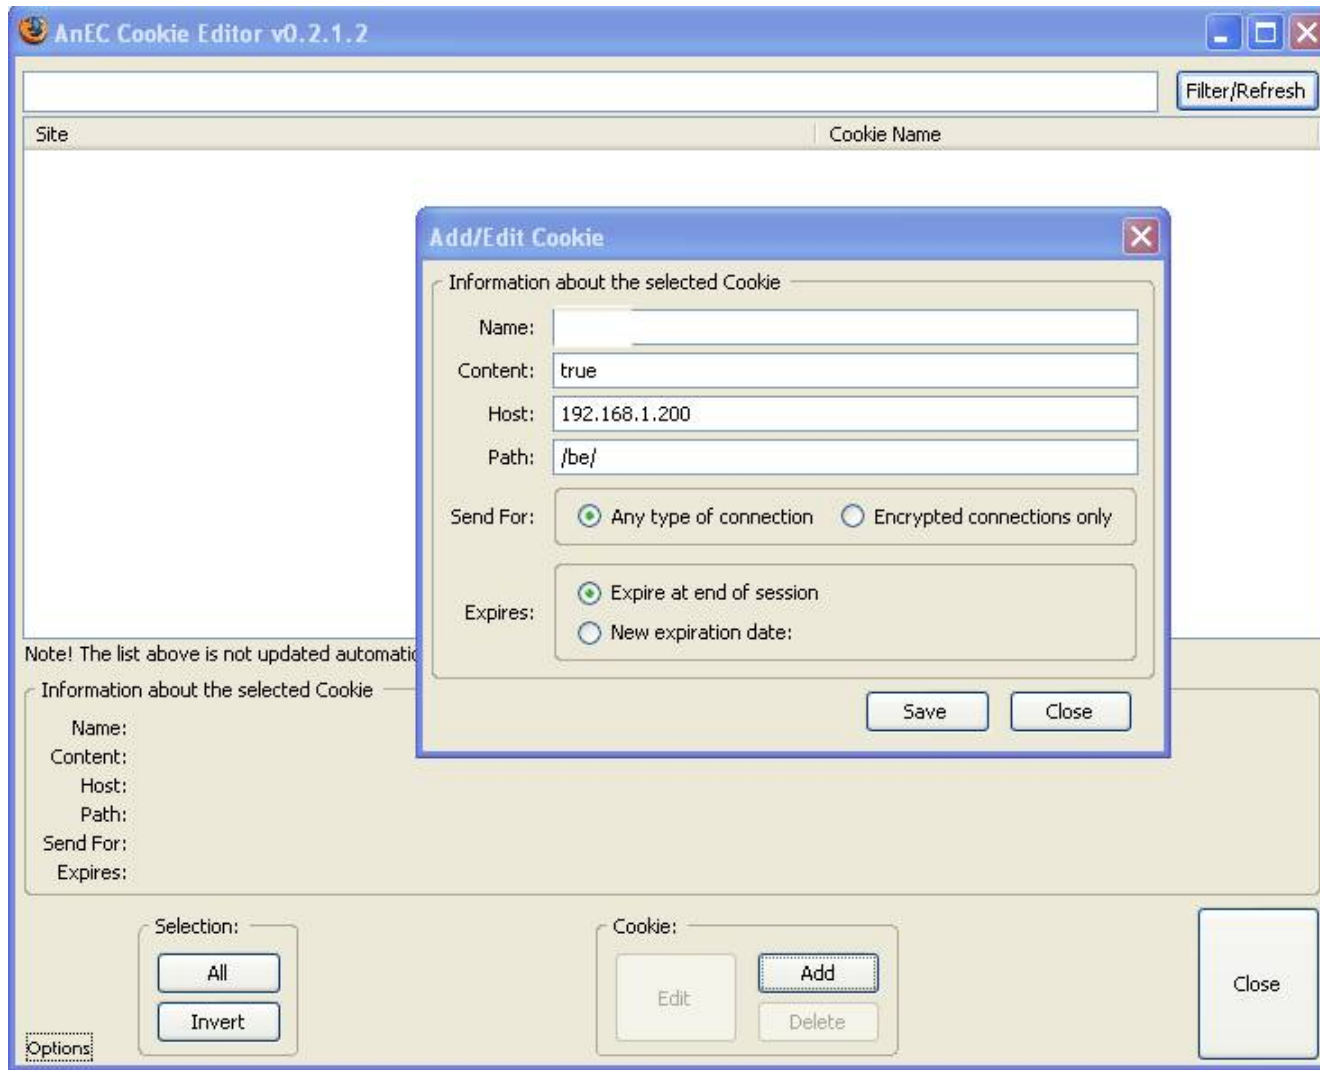 AnEC Cookie Editor v0.2.1.2
Filter/Refresh
Site Cookie Name
Add/Edit Cookie
Information about the selected Cookie
Name:
Content: true
Host: 192.168.1.200
Path: /be/
Send For: Any type of connection Encrypted connections only
Expires: Expire at end of session
New expiration date:
Save Close
Note! The list above is not updated
Information about the selected Cookie
Name:
Content:
Host:
Path:
Send For:
Expires:
Selection: Cookie:
All Edit Add Close
Invert Delete
Options